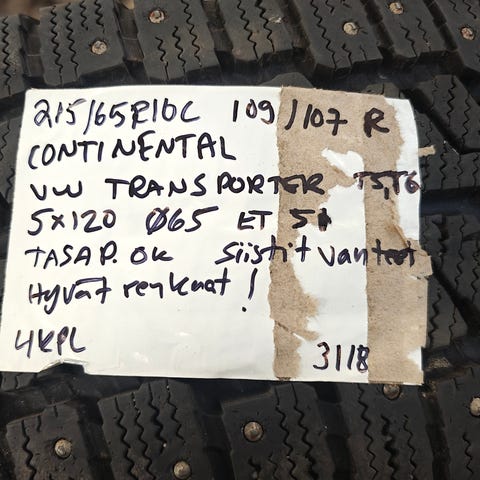 215/65R16C 109/107 R
CONTINENTAL
VW TRANSPORTER T5,T6
5X120 Ø65 ET 51
TASAP. OK Siistit vanteet
Hyvät renkaat!
4KPL 3118